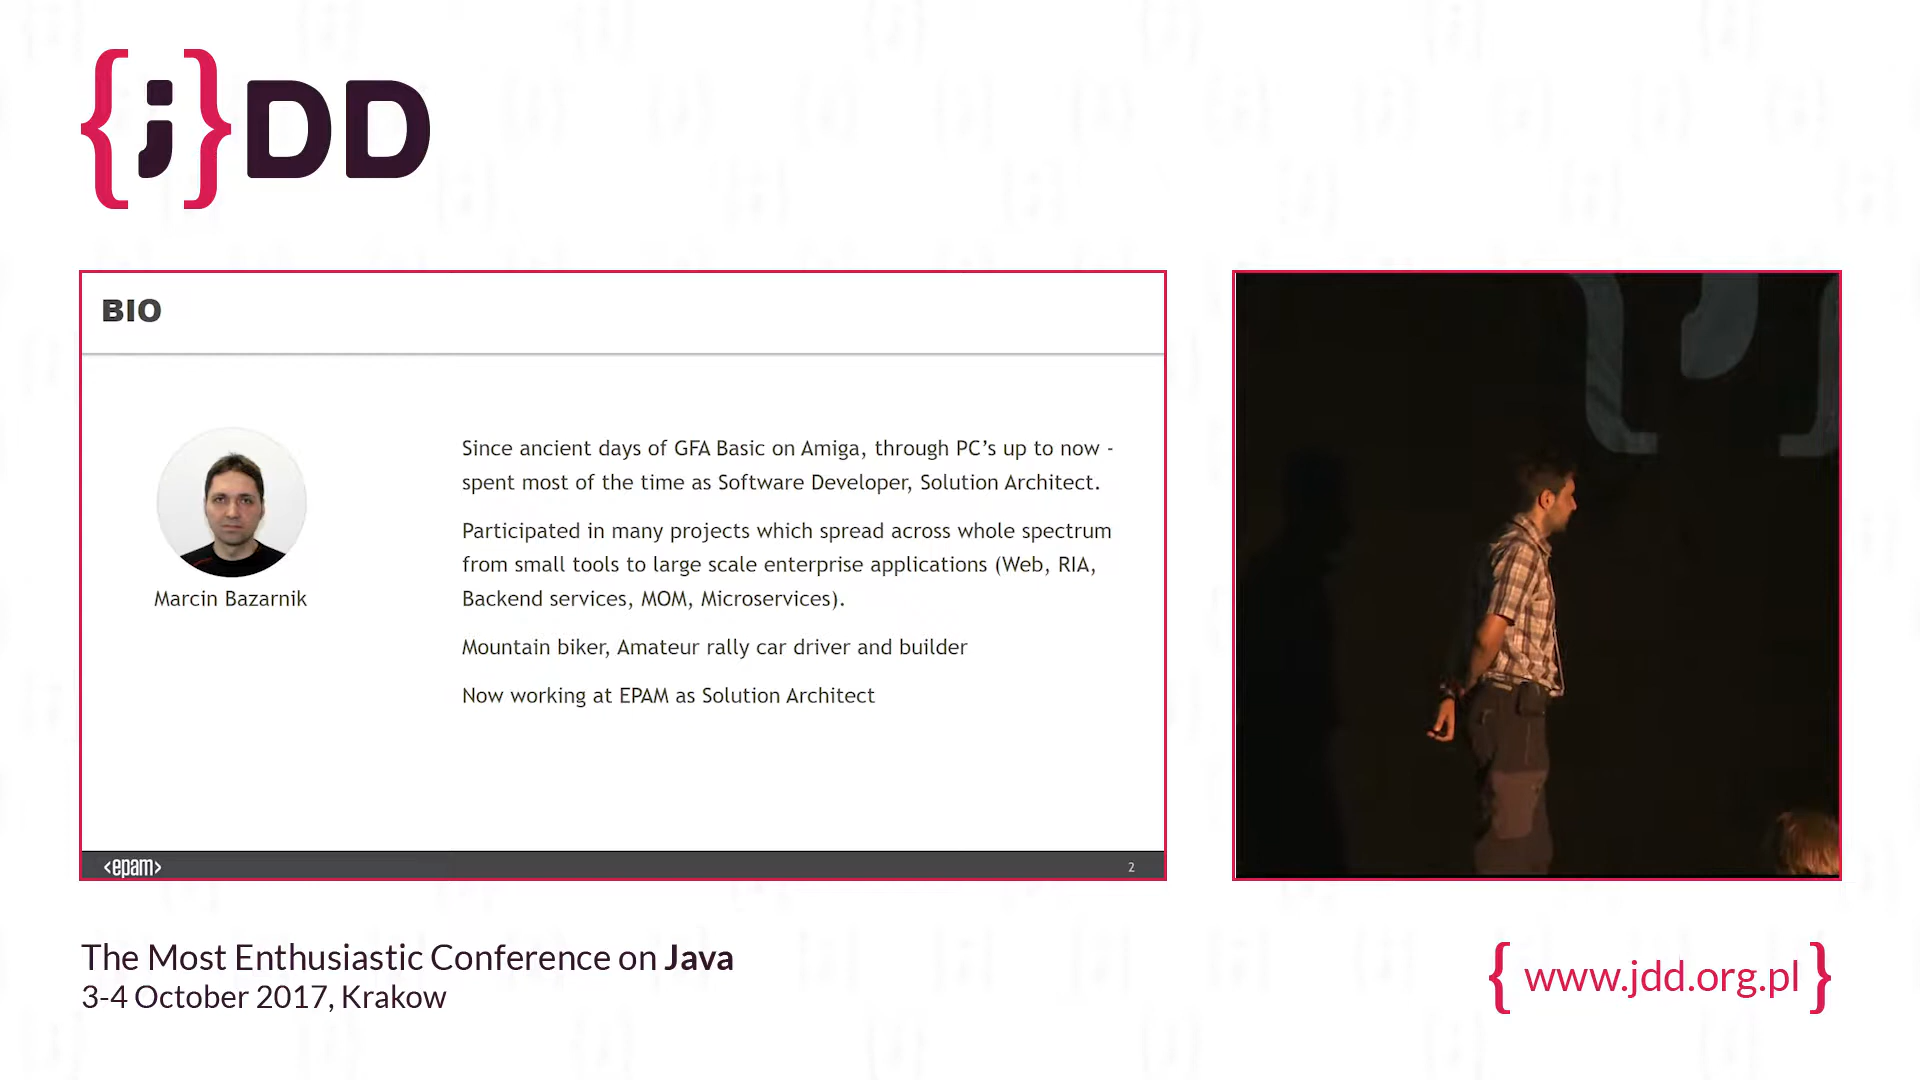 {;}DD
BIO
Since ancient days of GFA Basic on Amiga, through PC’s up to now -
spent most of the time as Software Developer, Solution Architect.
Participated in many projects which spread across whole spectrum
from small tools to large scale enterprise applications (Web, RIA,
Backend services, MOM, Microservices).
Mountain biker, Amateur rally car driver and builder
Now working at EPAM as Solution Architect
Marcin Bazarnik
<epam>
2
The Most Enthusiastic Conference on Java
3-4 October 2017, Krakow
{ www.jdd.org.pl }